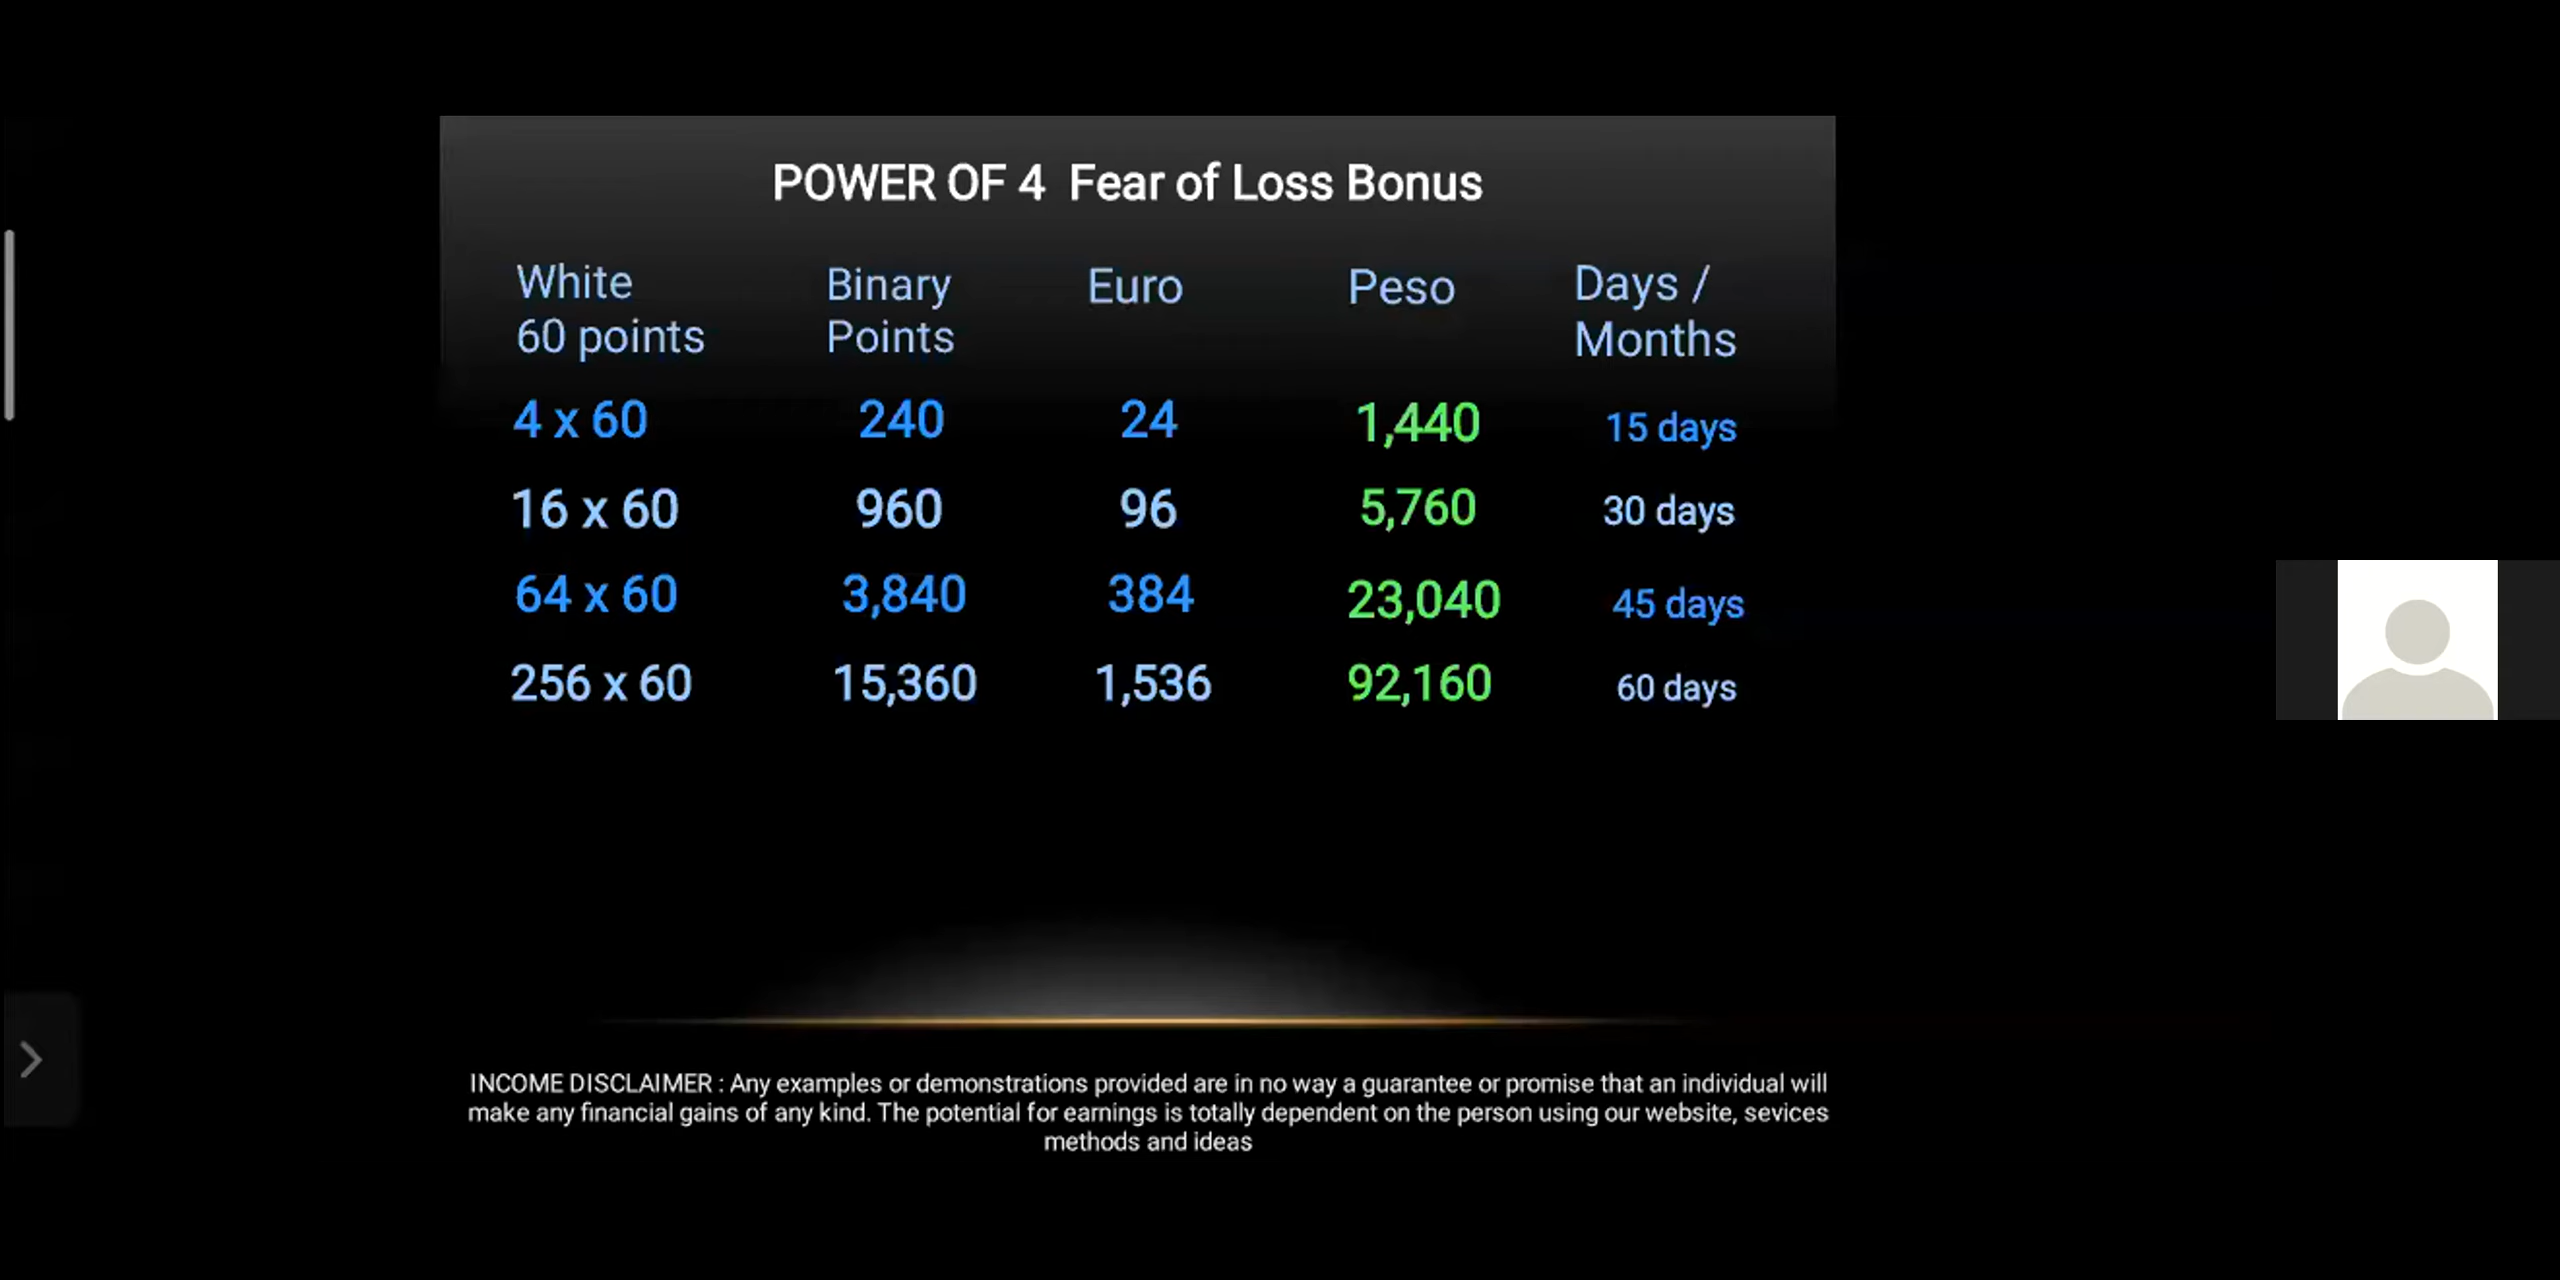 POWER OF 4 Fear of Loss Bonus
White 60 points Binary Points Euro Peso Days / Months
4 x 60 240 24 1,440 15 days
16 x 60 960 96 5,760 30 days
64 x 60 3,840 384 23,040 45 days
256 x 60 15,360 1,536 92,160 60 days
INCOME DISCLAIMER : Any examples or demonstrations provided are in no way a guarantee or promise that an individual will
make any financial gains of any kind. The potential for earnings is totally dependent on the person using our website, sevices
methods and ideas